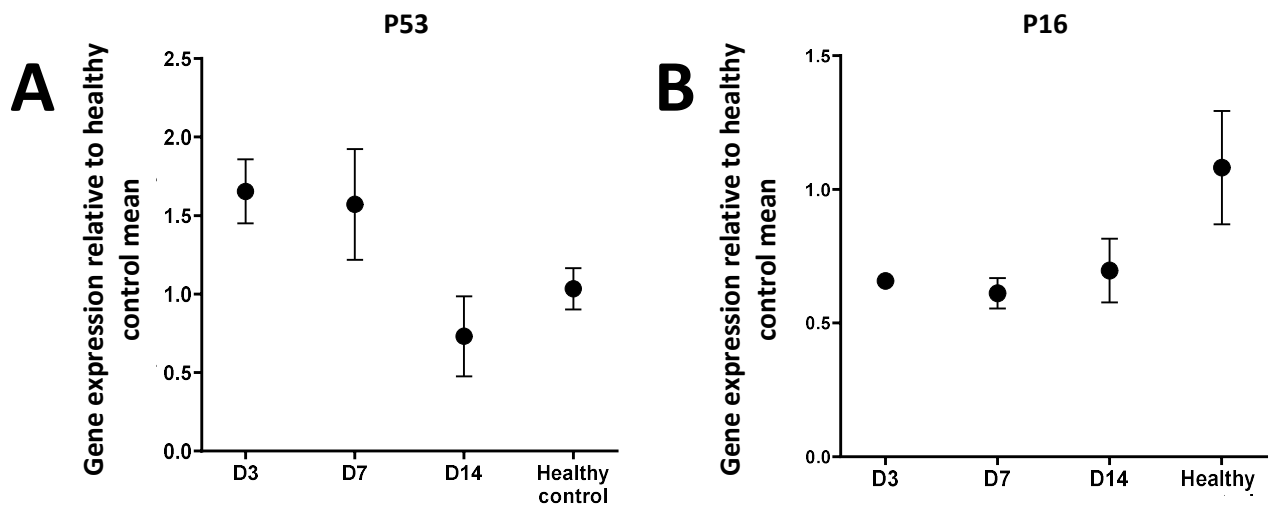 A
P53
Gene expression relative to healthy
control mean
2.5
2.0
1.5
1.0
0.5
0.0
D3
D7
D14
Healthy
control
B
P16
Gene expression relative to healthy
control mean
1.5
1.0
0.5
0.0
D3
D7
D14
Healthy